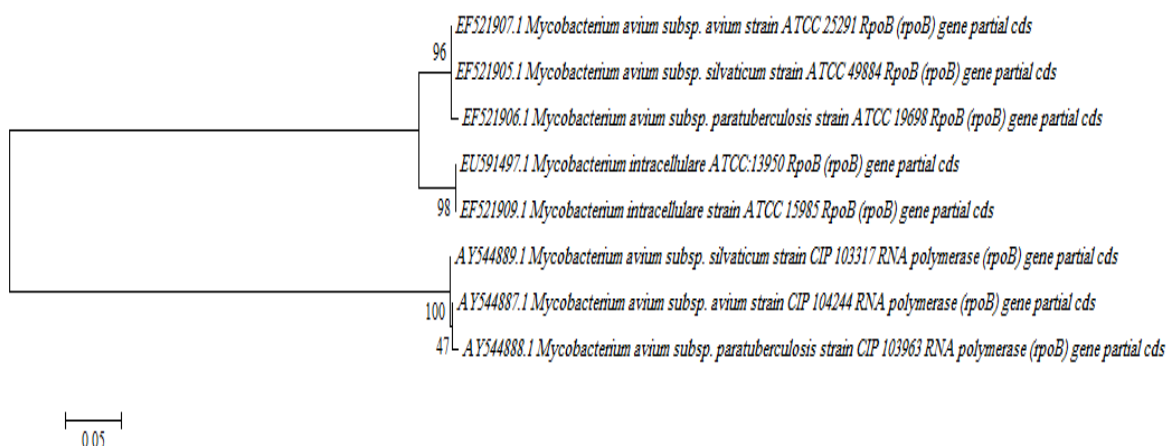 EF521907.1 Mycobacterium avium subsp. avium strain ATCC 25291 RpoB (rpoB) gene partial cds
96
EF521905.1 Mycobacterium avium subsp. silvaticum strain ATCC 49884 RpoB (rpoB) gene partial cds
EF521906.1 Mycobacterium avium subsp. paratuberculosis strain ATCC 19698 RpoB (rpoB) gene partial cds
EU591497.1 Mycobacterium intracellulare ATCC:13950 RpoB (rpoB) gene partial cds
98
EF521909.1 Mycobacterium intracellulare strain ATCC 15985 RpoB (rpoB) gene partial cds
AY544889.1 Mycobacterium avium subsp. silvaticum strain CIP 103317 RNA polymerase (rpoB) gene partial cds
AY544887.1 Mycobacterium avium subsp. avium strain CIP 104244 RNA polymerase (rpoB) gene partial cds
100
47
AY544888.1 Mycobacterium avium subsp. paratuberculosis strain CIP 103963 RNA polymerase (rpoB) gene partial cds
0.05